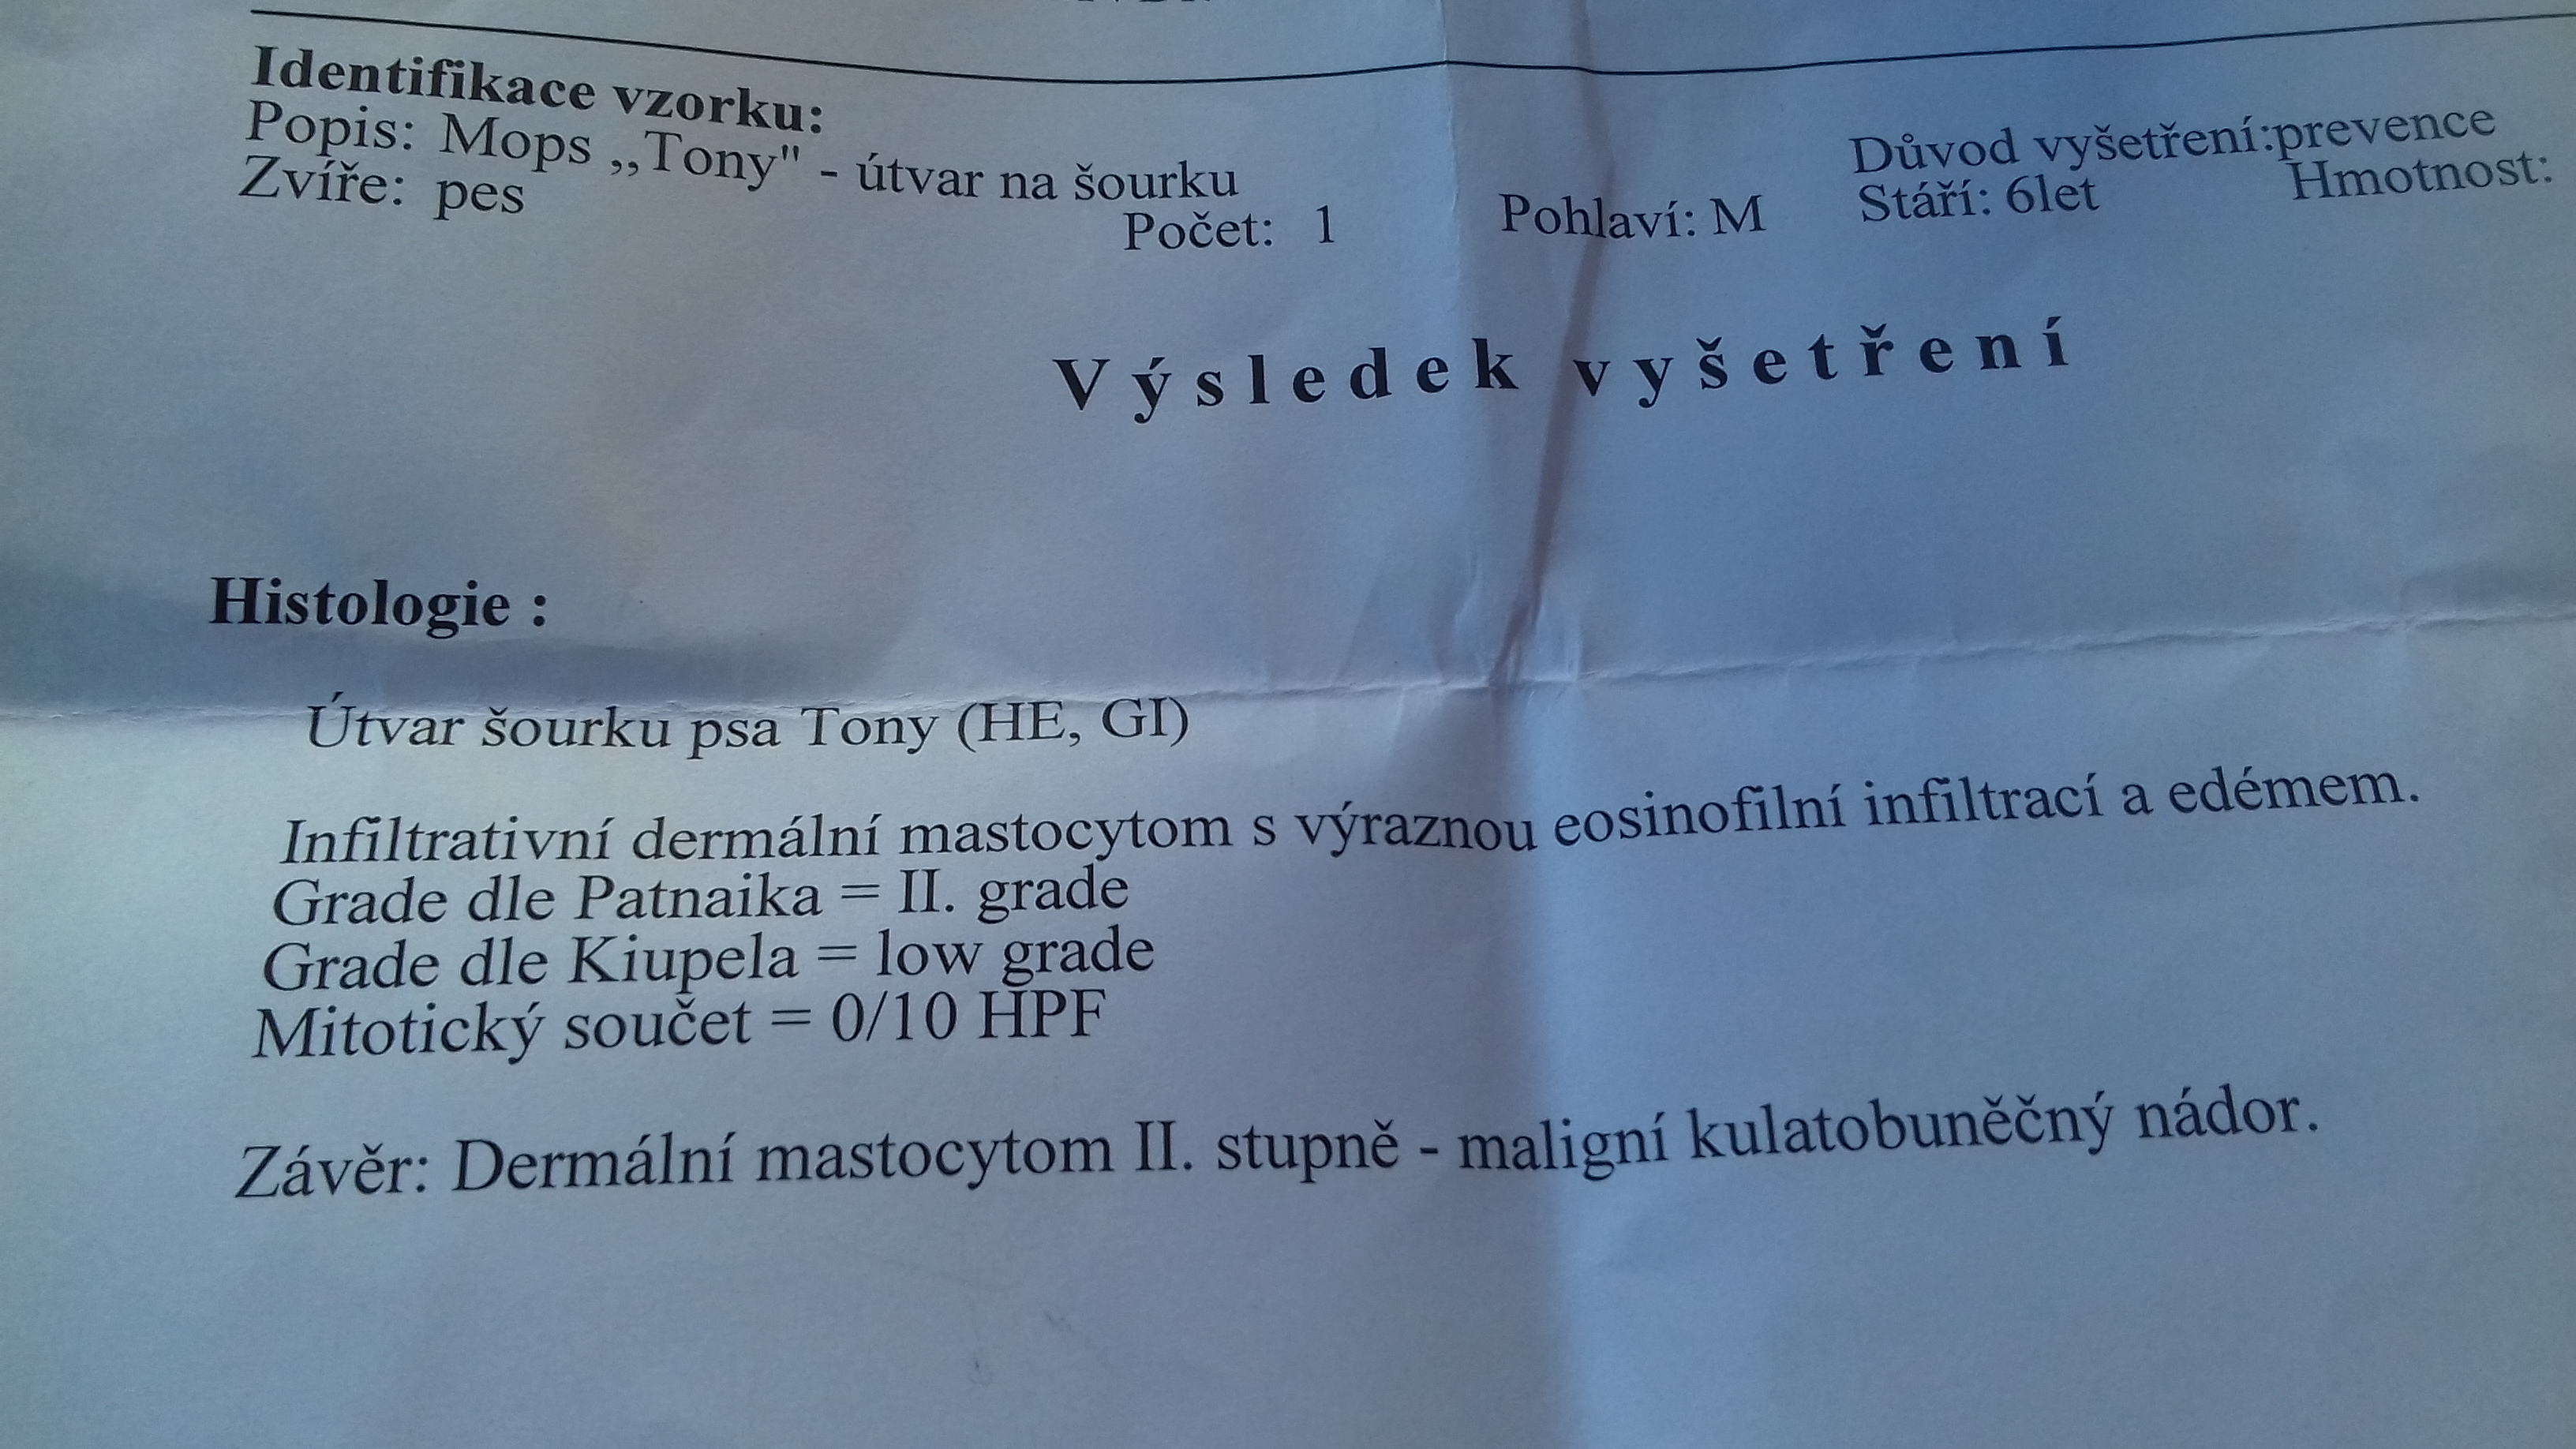 Identifikace vzorku:
Popis: Mops ,,Tony" - útvar na šourku
Důvod vyšetření:prevence
Zvíře: pes Počet: 1 Pohlaví: M Stáří: 6let Hmotnost:
Výsledek vyšetření
Histologie :
Útvar šourku psa Tony (HE, GI)
Infiltrativní dermální mastocytom s výraznou eosinofilní infiltrací a edémem.
Grade dle Patnaika = II. grade
Grade dle Kiupela = low grade
Mitotický součet = 0/10 HPF
Závěr: Dermální mastocytom II. stupně - maligní kulatobuněčný nádor.